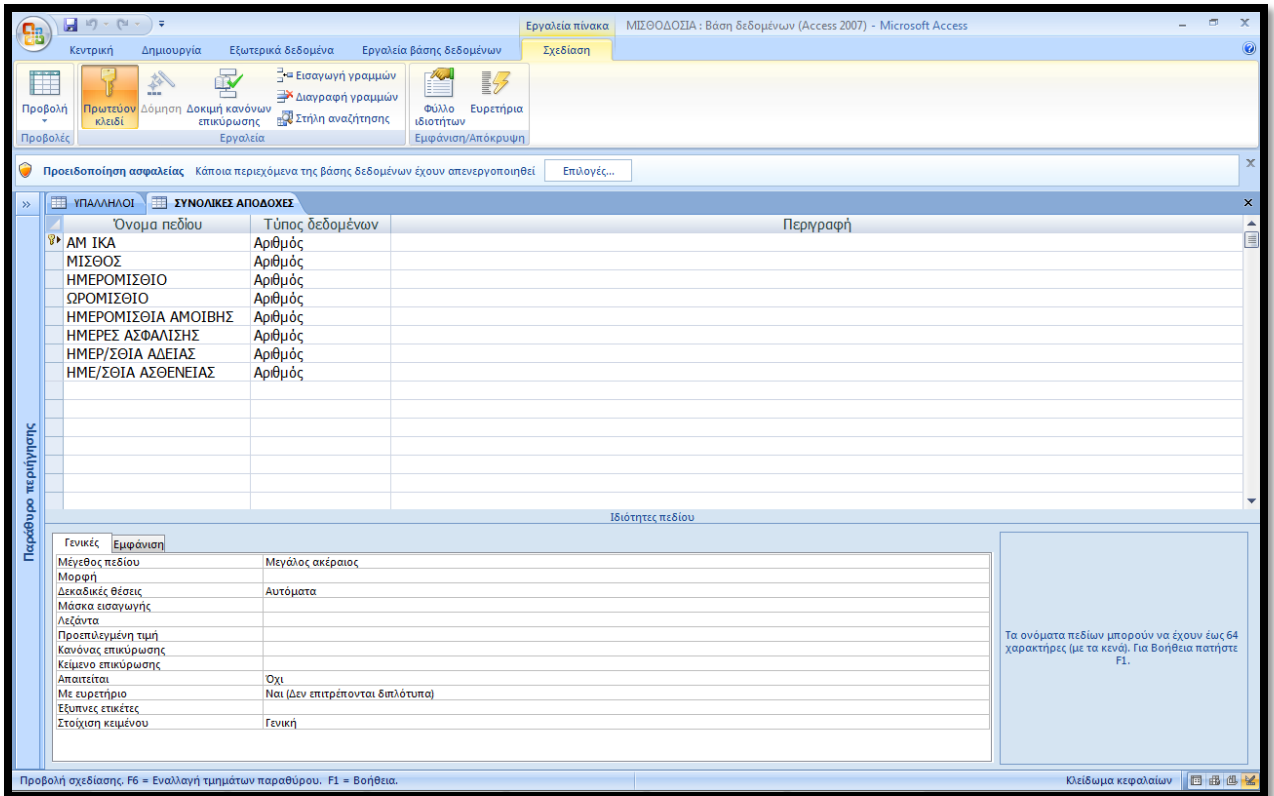 Εργαλεία πίνακα ΜΙΣΘΟΔΟΣΙΑ : Βάση δεδομένων (Access 2007) - Microsoft Access
Κεντρική Δημιουργία Εξωτερικά δεδομένα Εργαλεία βάσης δεδομένων Σχεδίαση
Προβολή
Πρωτεύον κλειδί
Δόμηση
Δοκιμή κανόνων επικύρωσης
Εισαγωγή γραμμών
Διαγραφή γραμμών
Στήλη αναζήτησης
Φύλλο ιδιοτήτων
Ευρετήρια
Προβολές Εργαλεία Εμφάνιση/Απόκρυψη
Προειδοποίηση ασφαλείας Κάποια περιεχόμενα της βάσης δεδομένων έχουν απενεργοποιηθεί Επιλογές...
ΥΠΑΛΛΗΛΟΙ ΣΥΝΟΛΙΚΕΣ ΑΠΟΔΟΧΕΣ
Όνομα πεδίου Τύπος δεδομένων Περιγραφή
ΑΜ ΙΚΑ Αριθμός
ΜΙΣΘΟΣ Αριθμός
ΗΜΕΡΟΜΙΣΘΙΟ Αριθμός
ΩΡΟΜΙΣΘΙΟ Αριθμός
ΗΜΕΡΟΜΙΣΘΙΑ ΑΜΟΙΒΗΣ Αριθμός
ΗΜΕΡΕΣ ΑΣΦΑΛΙΣΗΣ Αριθμός
ΗΜΕΡ/ΣΘΙΑ ΑΔΕΙΑΣ Αριθμός
ΗΜΕ/ΣΘΙΑ ΑΣΘΕΝΕΙΑΣ Αριθμός
Παράθυρο περιήγησης
Ιδιότητες πεδίου
Γενικές Εμφάνιση
Μέγεθος πεδίου Μεγάλος ακέραιος
Μορφή
Δεκαδικές θέσεις Αυτόματα
Μάσκα εισαγωγής
Λεζάντα
Προεπιλεγμένη τιμή
Κανόνας επικύρωσης
Κείμενο επικύρωσης
Απαιτείται Όχι
Με ευρετήριο Ναι (Δεν επιτρέπονται διπλότυπα)
Έξυπνες ετικέτες
Στοίχιση κειμένου Γενική
Τα ονόματα πεδίων μπορούν να έχουν έως 64
χαρακτήρες (με τα κενά). Για Βοήθεια πατήστε
F1.
Προβολή σχεδίασης. F6 = Εναλλαγή τμημάτων παραθύρου. F1 = Βοήθεια. Κλείδωμα κεφαλαίων